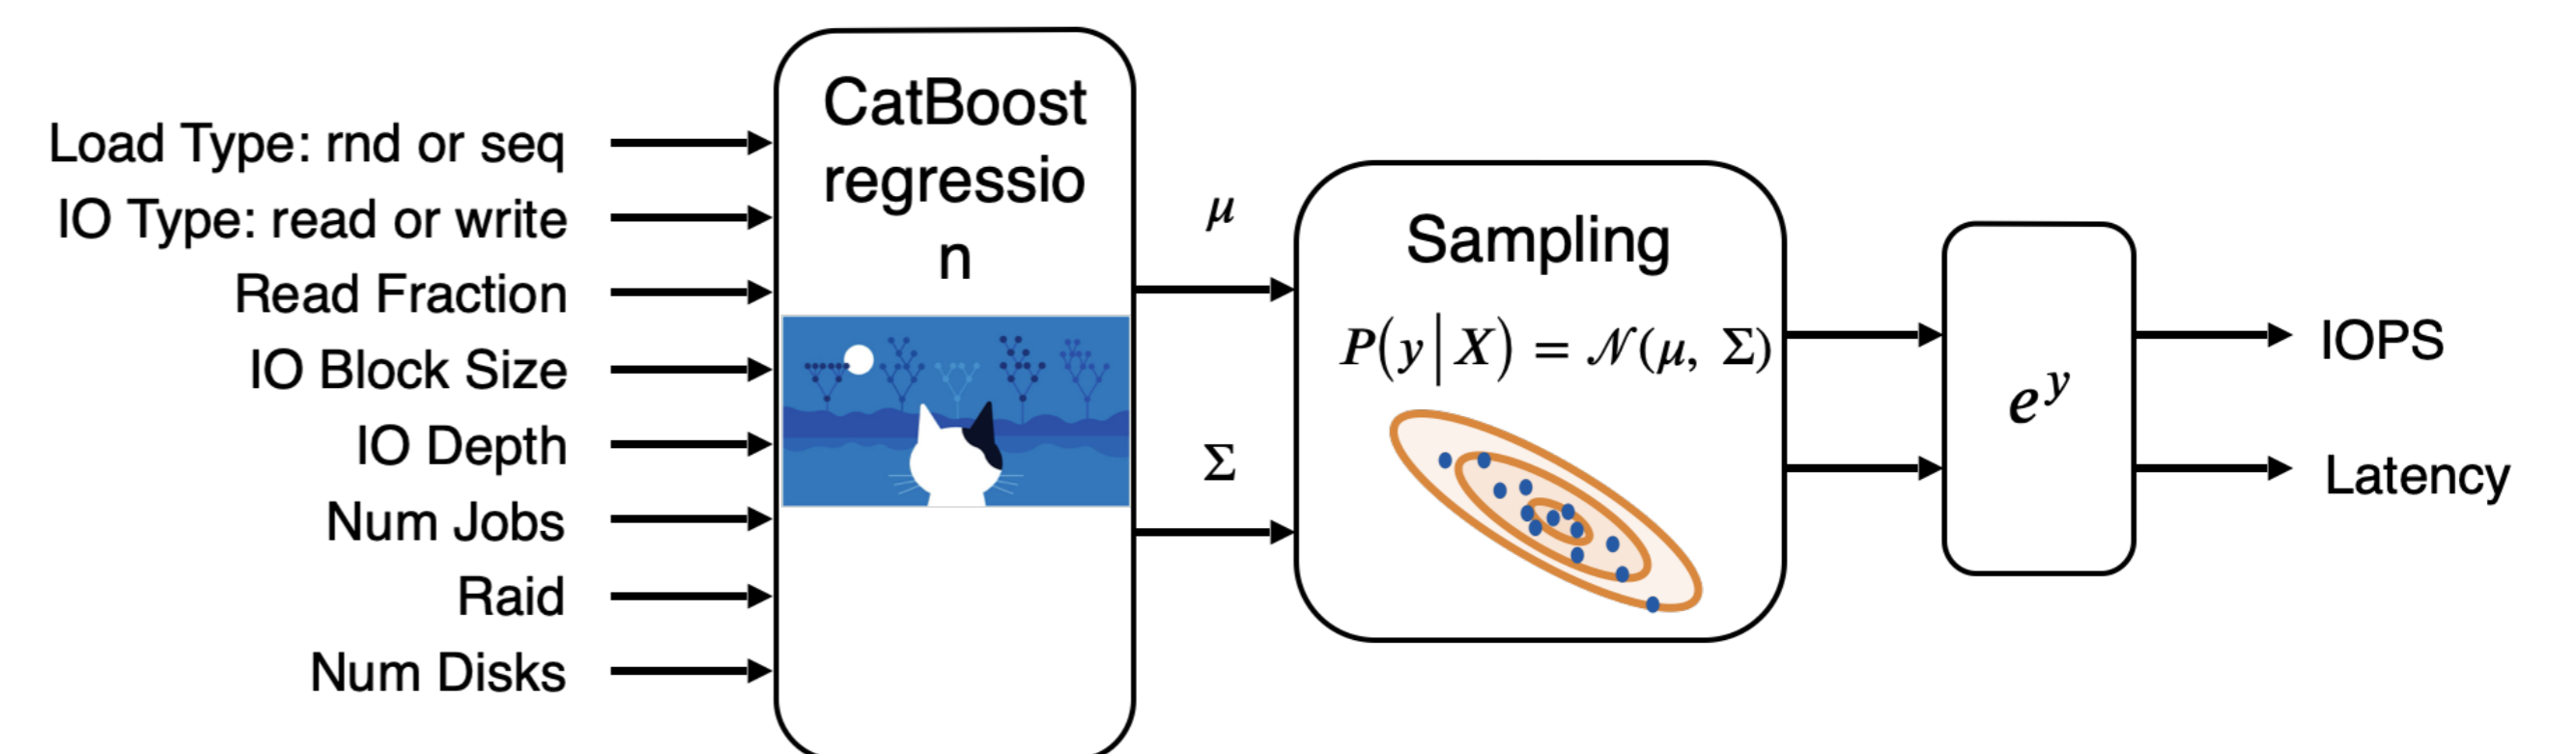 Load Type: rnd or seq
IO Type: read or write
Read Fraction
IO Block Size
IO Depth
Num Jobs
Raid
Num Disks
CatBoost
regressio
n
μ
Σ
Sampling
P(y|X) = 𝒩(μ, Σ)
e^y
IOPS
Latency